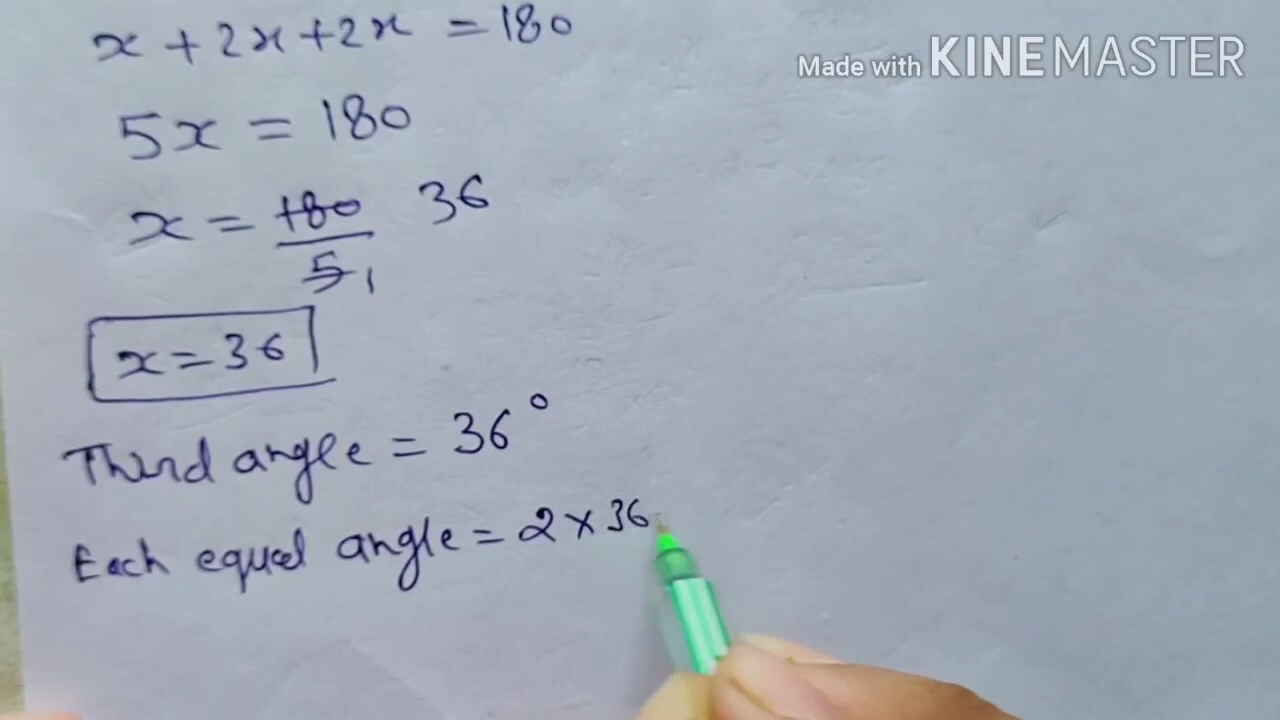 x + 2x + 2x = 180
Made with KINEMASTER
5x = 180
x = 180/5 1 36
x = 36
Third angle = 36°
Each equal angle = 2 × 36